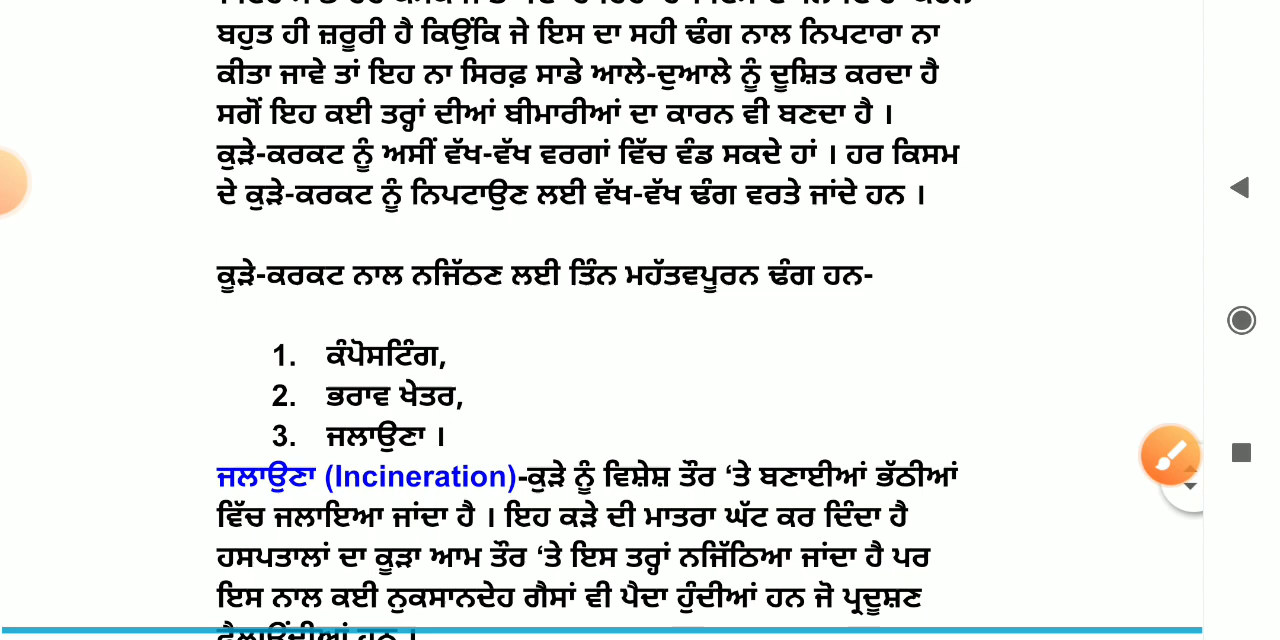 ਬਹੁਤ ਹੀ ਜ਼ਰੂਰੀ ਹੈ ਕਿਉਂਕਿ ਜੇ ਇਸ ਦਾ ਸਹੀ ਢੰਗ ਨਾਲ ਨਿਪਟਾਰਾ ਨਾ
ਕੀਤਾ ਜਾਵੇ ਤਾਂ ਇਹ ਨਾ ਸਿਰਫ਼ ਸਾਡੇ ਆਲੇ-ਦੁਆਲੇ ਨੂੰ ਦੂਸ਼ਿਤ ਕਰਦਾ ਹੈ
ਸਗੋਂ ਇਹ ਕਈ ਤਰ੍ਹਾਂ ਦੀਆਂ ਬੀਮਾਰੀਆਂ ਦਾ ਕਾਰਨ ਵੀ ਬਣਦਾ ਹੈ ।
ਕੁੜੇ-ਕਰਕਟ ਨੂੰ ਅਸੀਂ ਵੱਖ-ਵੱਖ ਵਰਗਾਂ ਵਿੱਚ ਵੰਡ ਸਕਦੇ ਹਾਂ । ਹਰ ਕਿਸਮ
ਦੇ ਕੁੜੇ-ਕਰਕਟ ਨੂੰ ਨਿਪਟਾਉਣ ਲਈ ਵੱਖ-ਵੱਖ ਢੰਗ ਵਰਤੇ ਜਾਂਦੇ ਹਨ ।
ਕੂੜੇ-ਕਰਕਟ ਨਾਲ ਨਜਿੱਠਣ ਲਈ ਤਿੰਨ ਮਹੱਤਵਪੂਰਨ ਢੰਗ ਹਨ-
1. ਕੰਪੋਸਟਿੰਗ,
2. ਭਰਾਵ ਖੇਤਰ,
3. ਜਲਾਉਣਾ ।
ਜਲਾਉਣਾ (Incineration)-ਕੁੜੇ ਨੂੰ ਵਿਸ਼ੇਸ਼ ਤੌਰ ‘ਤੇ ਬਣਾਈਆਂ ਭੱਠੀਆਂ
ਵਿੱਚ ਜਲਾਇਆ ਜਾਂਦਾ ਹੈ । ਇਹ ਕੜੇ ਦੀ ਮਾਤਰਾ ਘੱਟ ਕਰ ਦਿੰਦਾ ਹੈ
ਹਸਪਤਾਲਾਂ ਦਾ ਕੂੜਾ ਆਮ ਤੌਰ ‘ਤੇ ਇਸ ਤਰ੍ਹਾਂ ਨਜਿੱਠਿਆ ਜਾਂਦਾ ਹੈ ਪਰ
ਇਸ ਨਾਲ ਕਈ ਨੁਕਸਾਨਦੇਹ ਗੈਸਾਂ ਵੀ ਪੈਦਾ ਹੁੰਦੀਆਂ ਹਨ ਜੋ ਪ੍ਰਦੂਸ਼ਣ